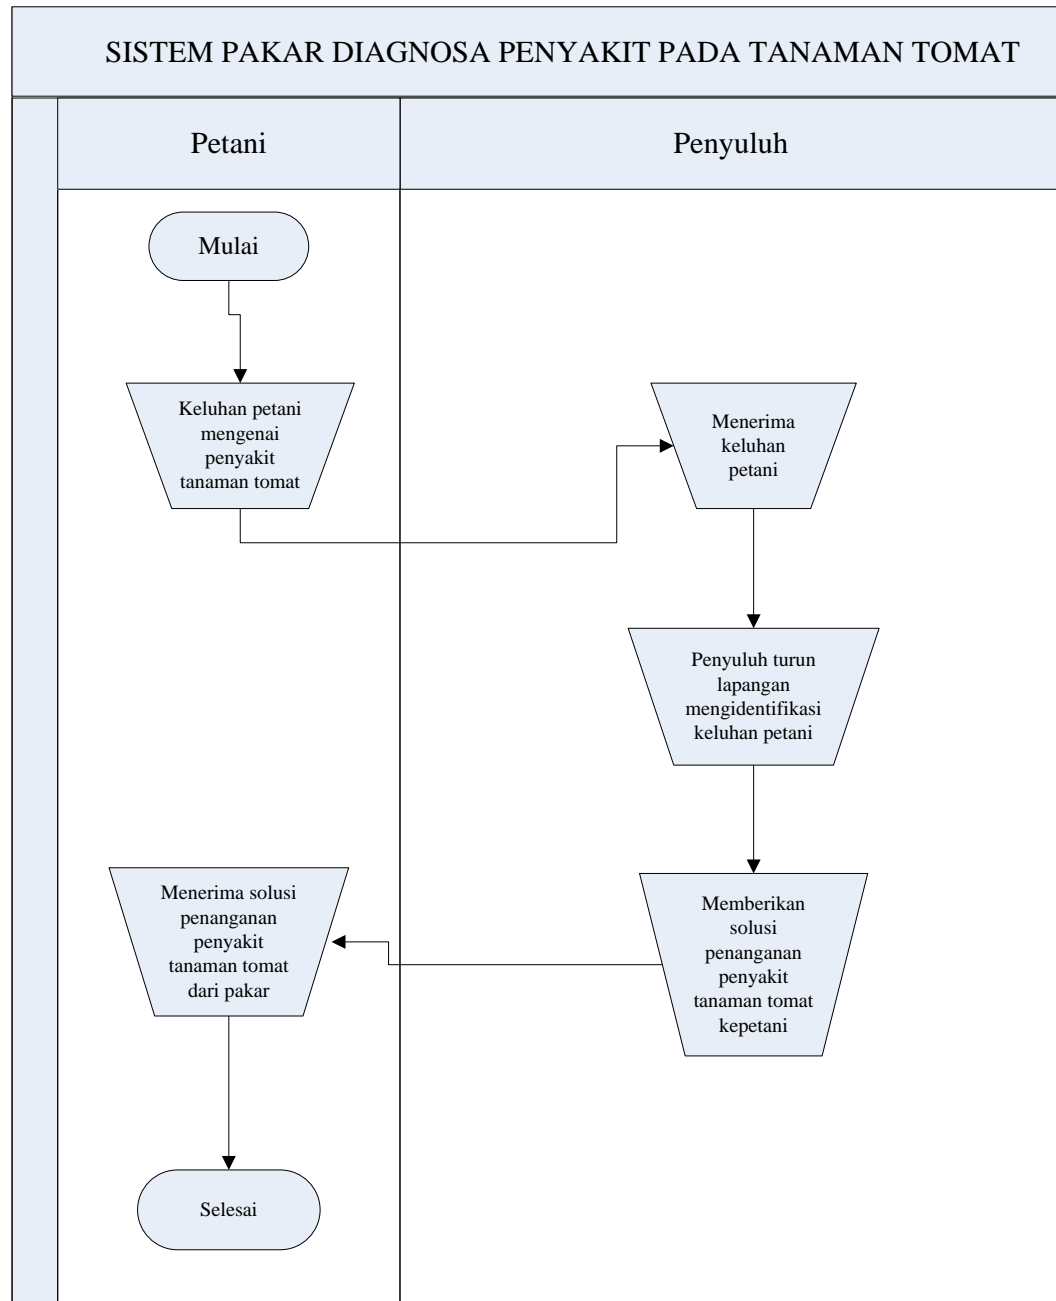 SISTEM PAKAR DIAGNOSA PENYAKIT PADA TANAMAN TOMAT
Petani
Penyuluh
Mulai
Keluhan petani
mengenai
penyakit
tanaman tomat
Menerima
keluhan
petani
Penyuluh turun
lapangan
mengidentifikasi
keluhan petani
Memberikan
solusi
penanganan
penyakit
tanaman tomat
kepetani
Menerima solusi
penanganan
penyakit
tanaman tomat
dari pakar
Selesai